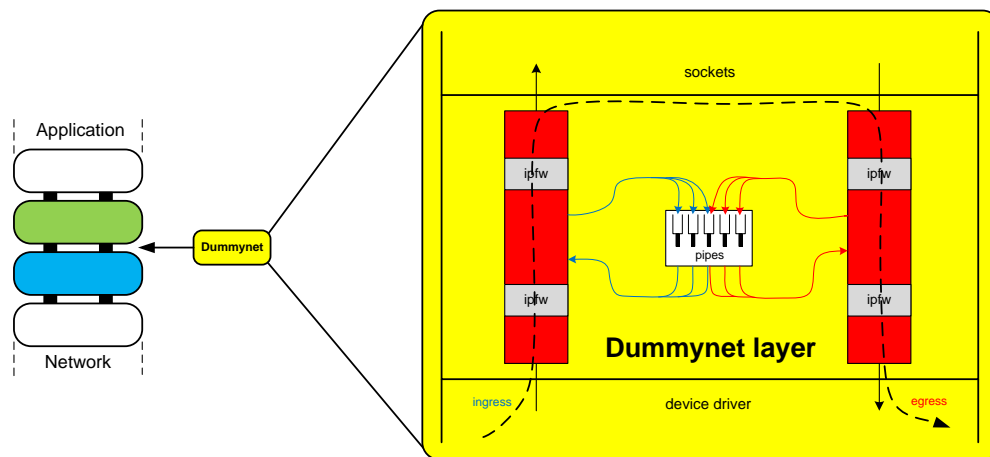 Application
Network
Dummynet
sockets
ipfw
ipfw
pipes
ipfw
ipfw
Dummynet layer
ingress
device driver
egress